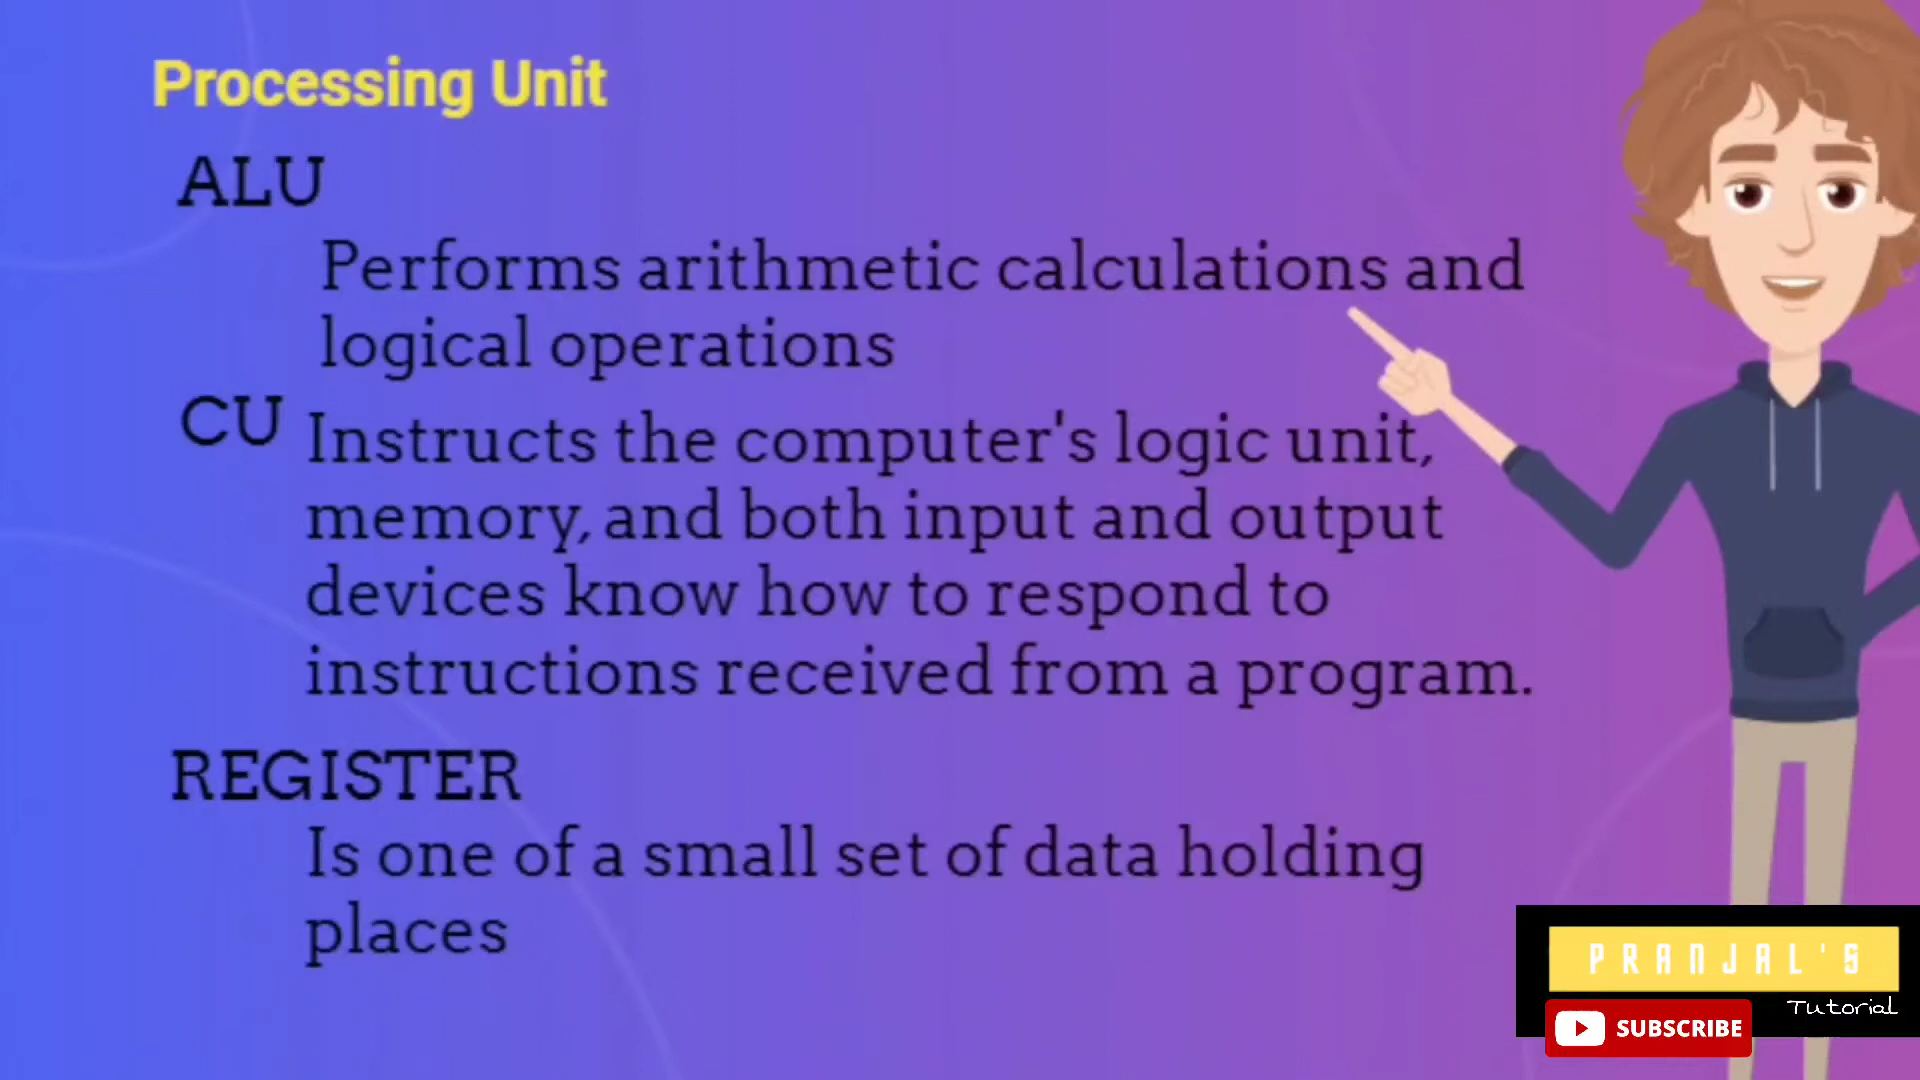 Processing Unit
ALU
Performs arithmetic calculations and
logical operations
CU
Instructs the computer's logic unit,
memory, and both input and output
devices know how to respond to
instructions received from a program.
REGISTER
Is one of a small set of data holding
places
PRANJAL'S
Tutorial
SUBSCRIBE